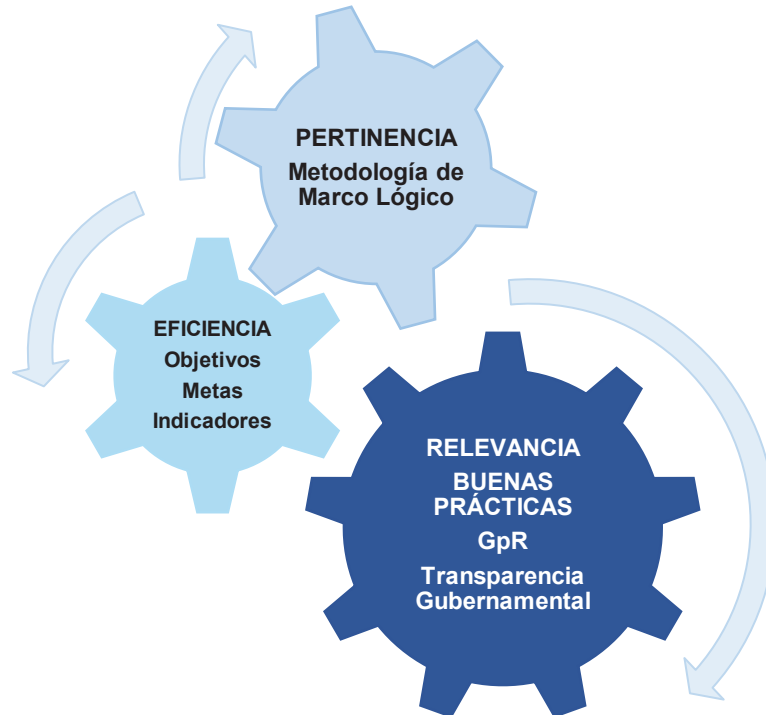 PERTINENCIA
Metodología de
Marco Lógico
EFICIENCIA
Objetivos
Metas
Indicadores
RELEVANCIA
BUENAS
PRÁCTICAS
GpR
Transparencia
Gubernamental